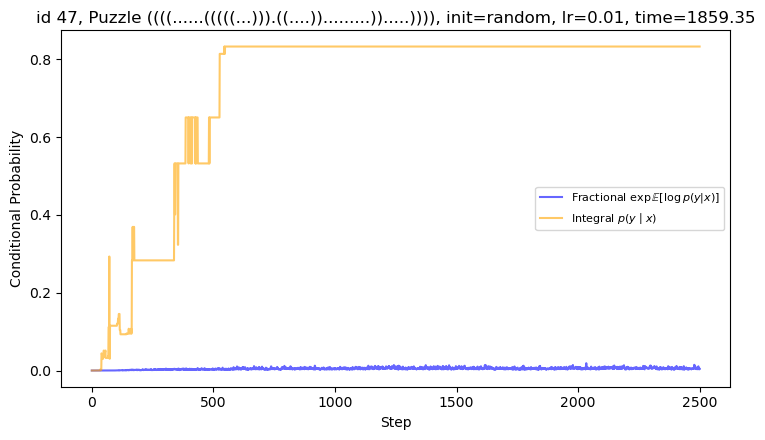 id 47, Puzzle ((((......(((((...))).((....)).........)).....)))), init=random, lr=0.01, time=1859.35
Conditional Probability
0.8
0.6
0.4
0.2
0.0
Fractional exp𝔼[log p(y|x)]
Integral p(y | x)
0
500
1000
1500
2000
2500
Step